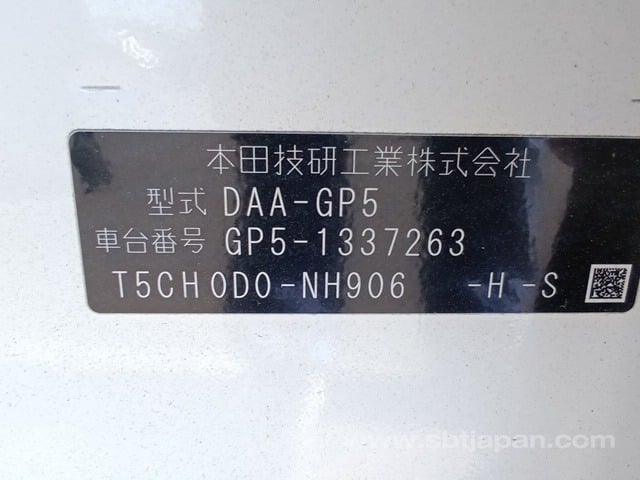 本田技研工業株式会社
型式 DAA-GP5
車台番号 GP5-1337263
T5CH0D0-NH906 -H -S
www.sbtjapan.com